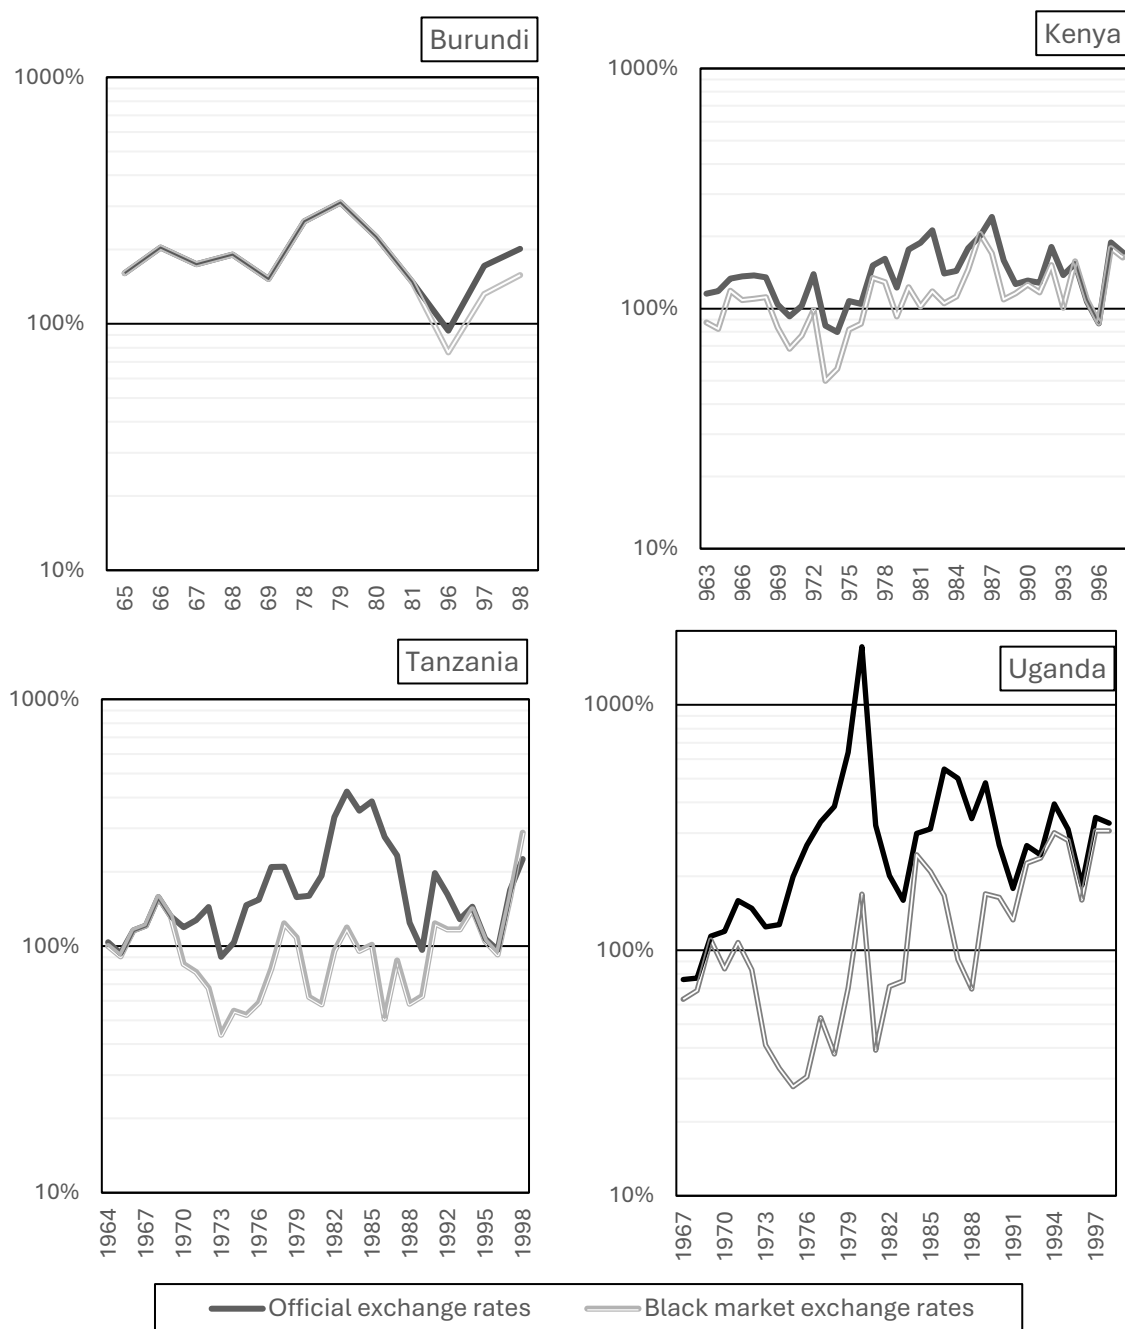 Burundi
1000%
100%
10%
65 66 67 68 69 78 79 80 81 96 97 98
Kenya
1000%
100%
10%
963 966 969 972 975 978 981 984 987 990 993 996
Tanzania
1000%
100%
10%
1964 1967 1970 1973 1976 1979 1982 1985 1988 1992 1995 1998
Uganda
1000%
100%
10%
1967 1970 1973 1976 1979 1982 1985 1988 1991 1994 1997
Official exchange rates Black market exchange rates